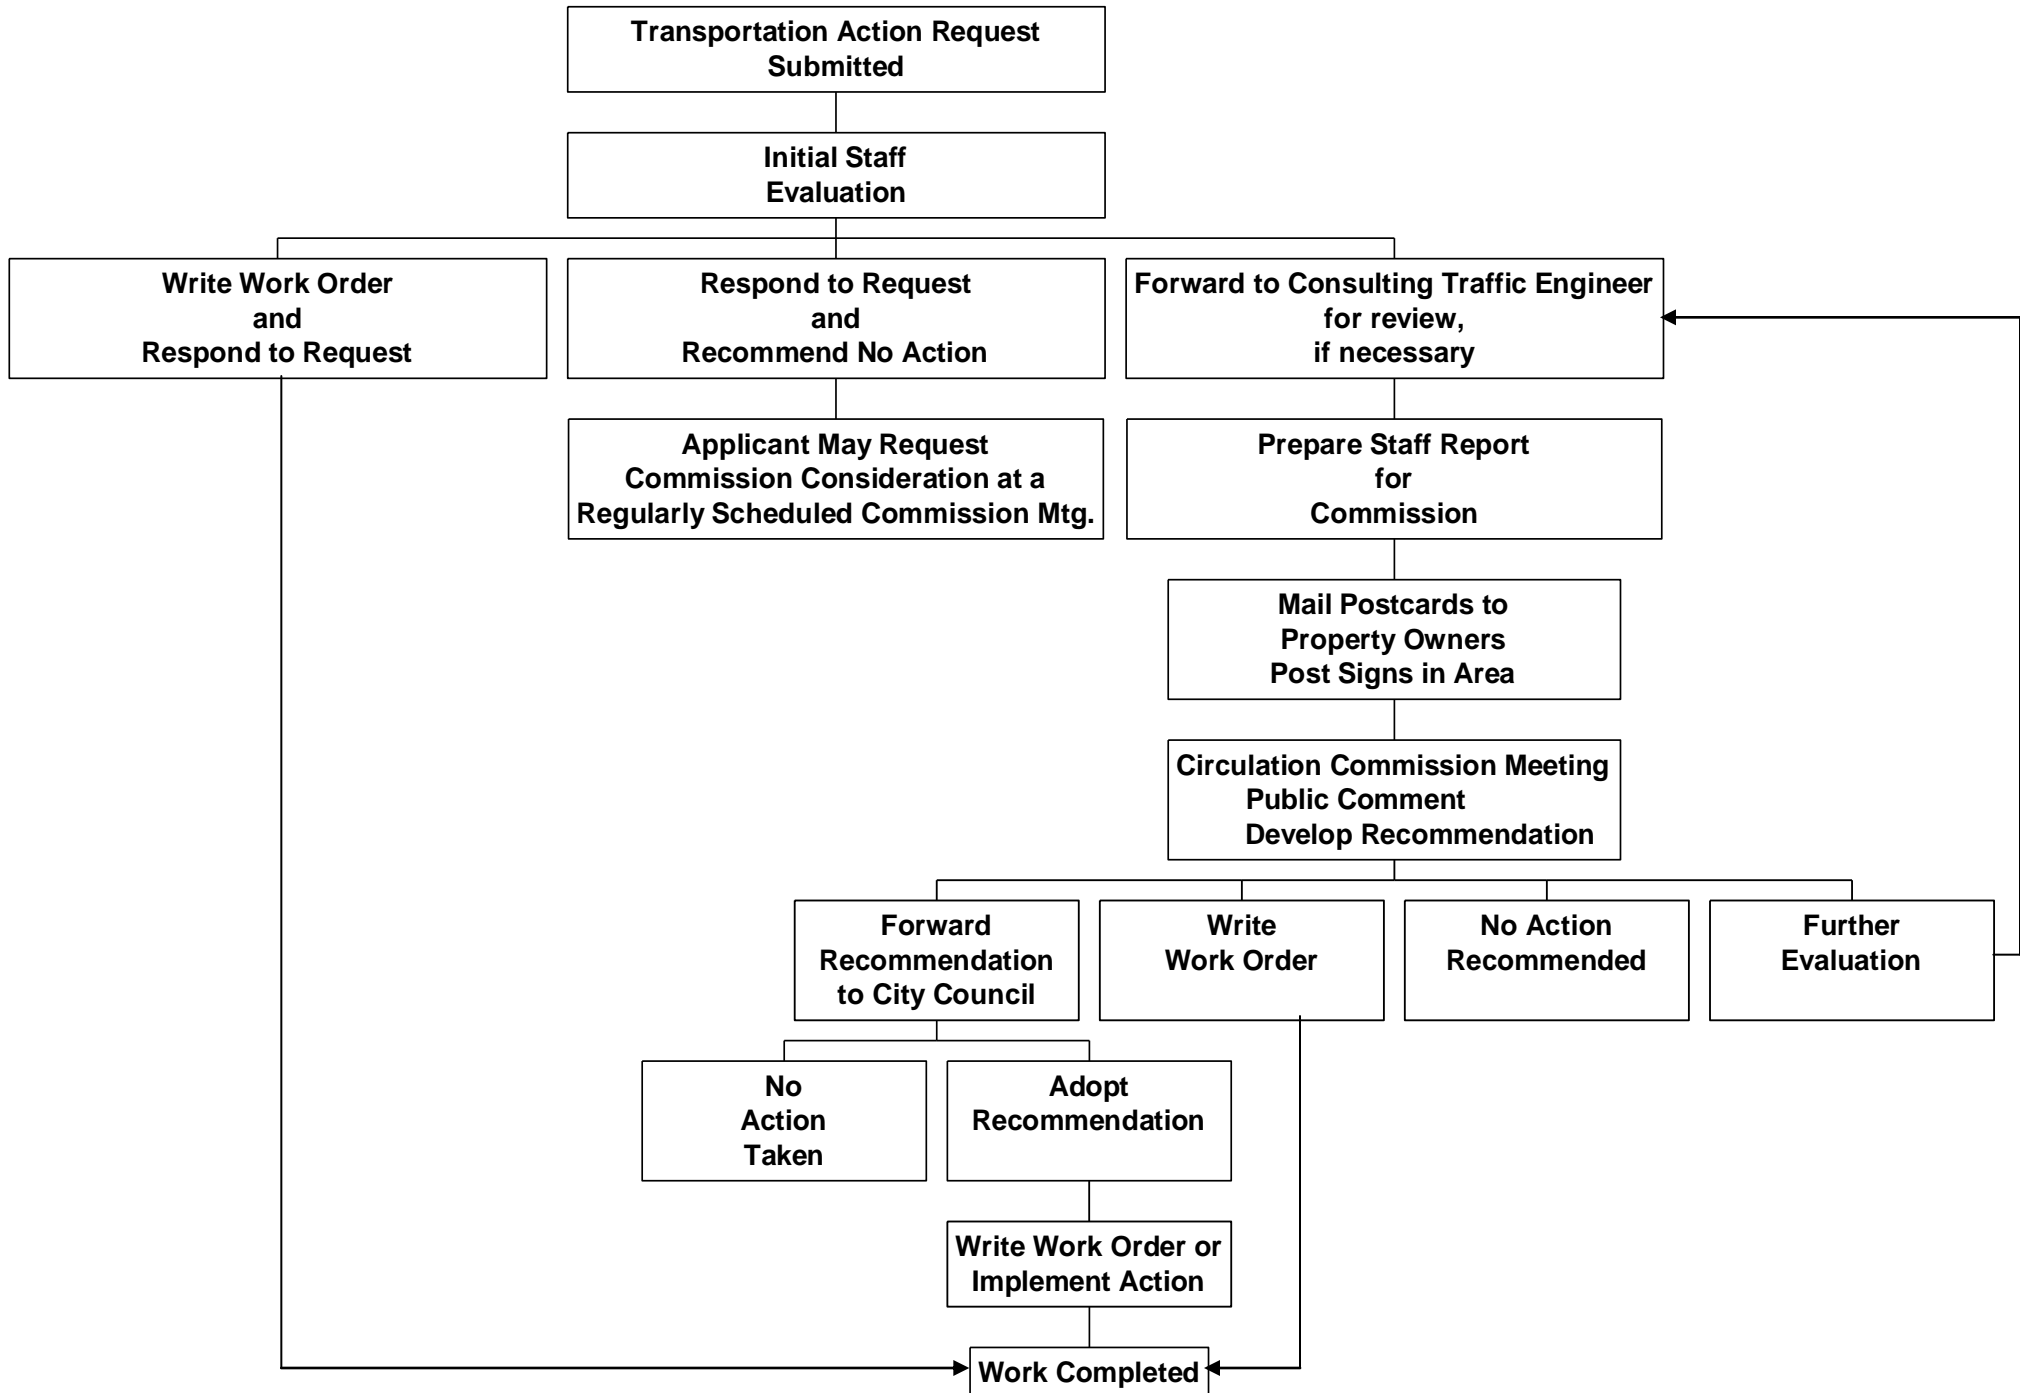 Transportation Action Request
Submitted
Initial Staff
Evaluation
Write Work Order
and
Respond to Request
Respond to Request
and
Recommend No Action
Forward to Consulting Traffic Engineer
for review,
if necessary
Applicant May Request
Commission Consideration at a
Regularly Scheduled Commission Mtg.
Prepare Staff Report
for
Commission
Mail Postcards to
Property Owners
Post Signs in Area
Circulation Commission Meeting
Public Comment
Develop Recommendation
Forward
Recommendation
to City Council
Write
Work Order
No Action
Recommended
Further
Evaluation
No
Action
Taken
Adopt
Recommendation
Write Work Order or
Implement Action
Work Completed